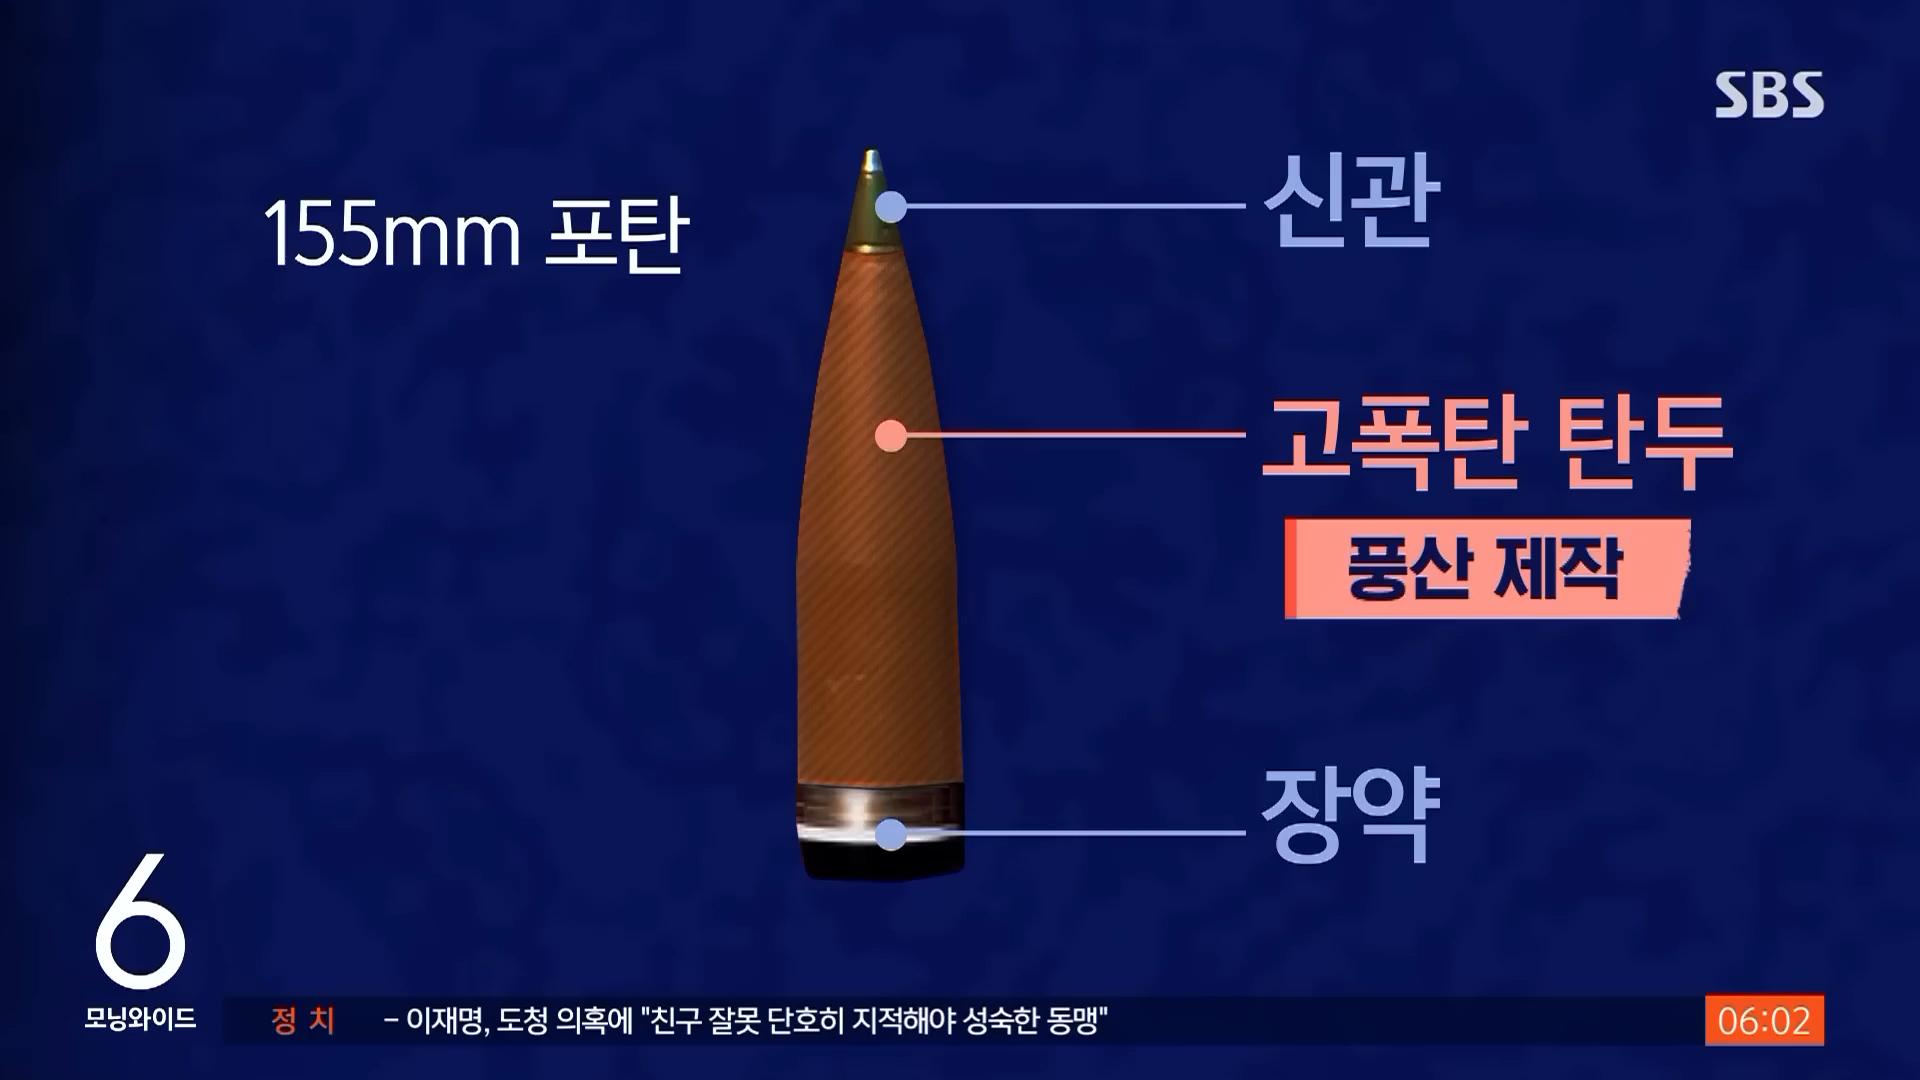 SBS
155mm 포탄
신관
고폭탄 탄두
풍산 제작
장약
6
모닝와이드
정 치
- 이재명, 도청 의혹에 "친구 잘못 단호히 지적해야 성숙한 동맹"
06:02